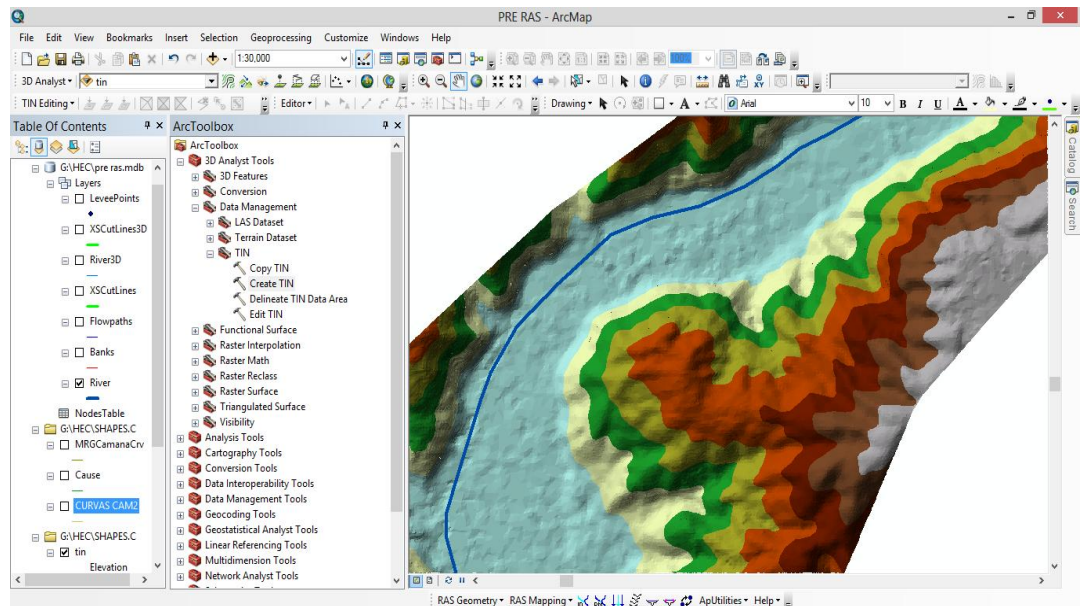 PRE RAS - ArcMap
File Edit View Bookmarks Insert Selection Geoprocessing Customize Windows Help
1:30,000 100%
3D Analyst tin
TIN Editing Editor Drawing Arial 10 B I U A
Table Of Contents
G:\HEC\pre ras.mdb
Layers
LeveePoints
XSCutLines3D
River3D
XSCutLines
Flowpaths
Banks
River
NodesTable
G:\HEC\SHAPES.C
MRGCamanaCrv
Cause
CURVAS CAM2
G:\HEC\SHAPES.C
tin
Elevation
ArcToolbox
ArcToolbox
3D Analyst Tools
3D Features
Conversion
Data Management
LAS Dataset
Terrain Dataset
TIN
Copy TIN
Create TIN
Delineate TIN Data Area
Edit TIN
Functional Surface
Raster Interpolation
Raster Math
Raster Reclass
Raster Surface
Triangulated Surface
Visibility
Analysis Tools
Cartography Tools
Conversion Tools
Data Interoperability Tools
Data Management Tools
Geocoding Tools
Geostatistical Analyst Tools
Linear Referencing Tools
Multidimension Tools
Network Analyst Tools
Catalog
Search
RAS Geometry RAS Mapping ApUtilities Help